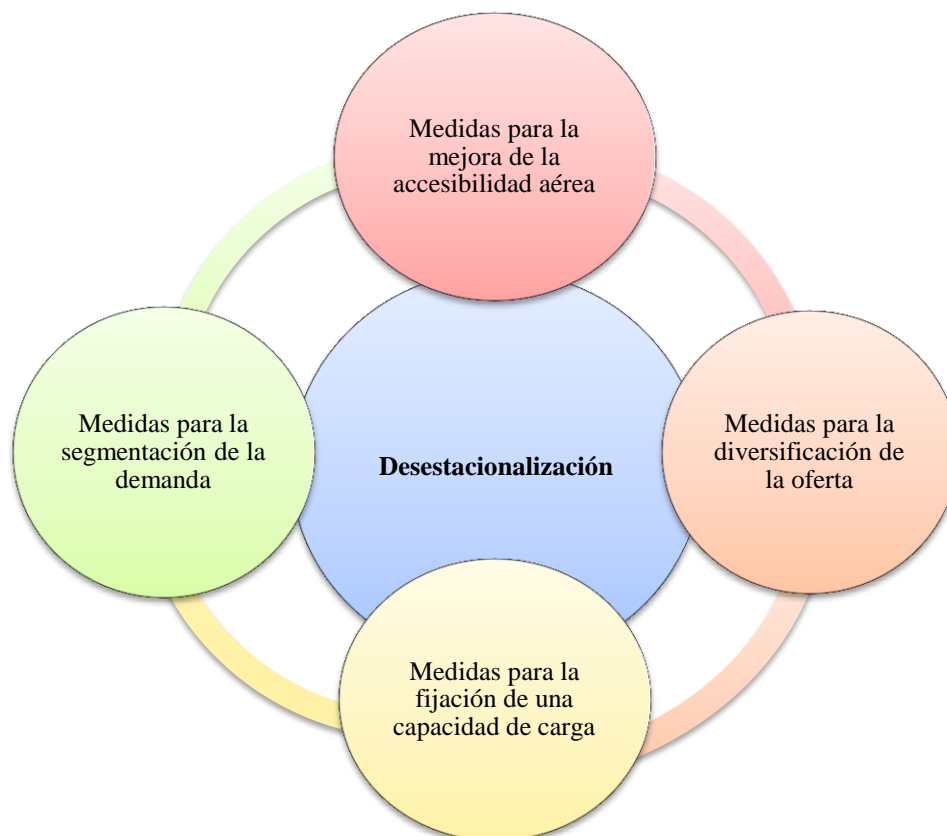 Medidas para la
mejora de la
accesibilidad aérea
Medidas para la
segmentación de la
demanda
Desestacionalización
Medidas para la
diversificación de
la oferta
Medidas para la
fijación de una
capacidad de carga